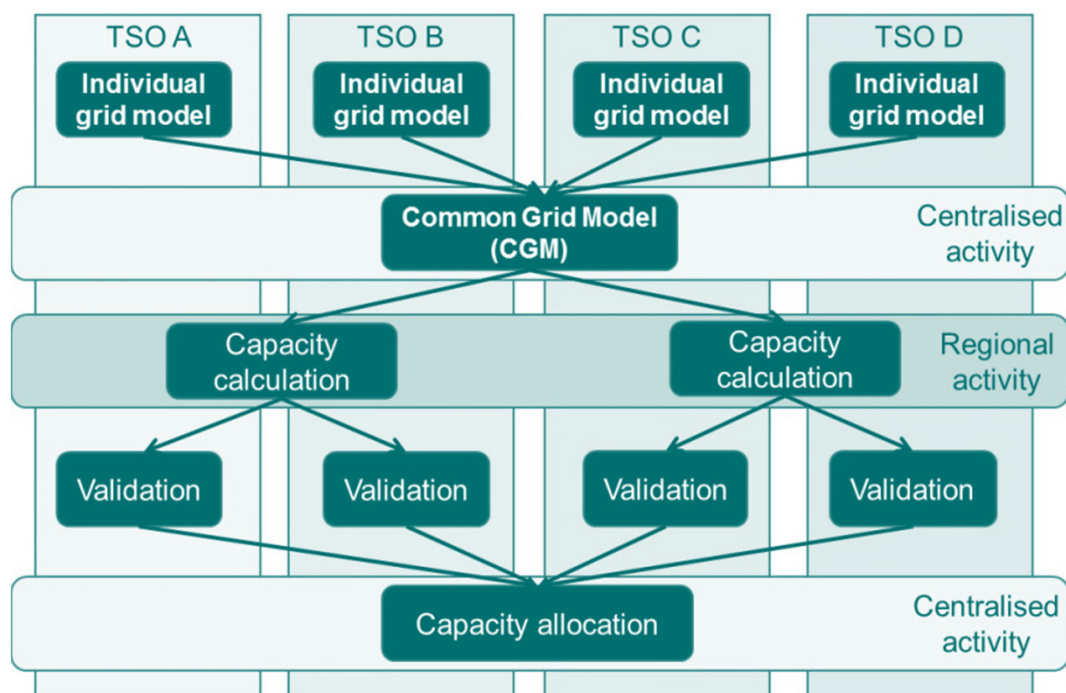 TSO A
TSO B
TSO C
TSO D
Individual
grid model
Individual
grid model
Individual
grid model
Individual
grid model
Common Grid Model
(CGM)
Centralised
activity
Capacity
calculation
Capacity
calculation
Regional
activity
Validation
Validation
Validation
Validation
Capacity allocation
Centralised
activity